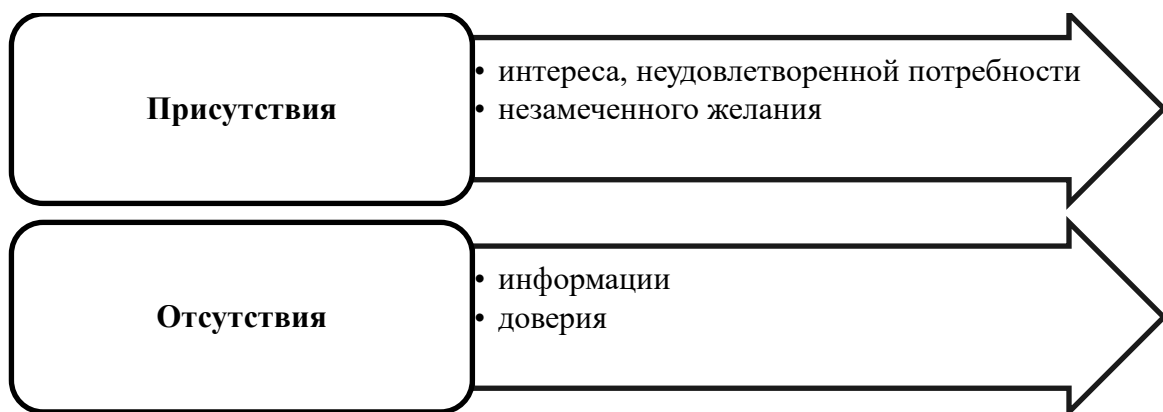 Присутствия
• интереса, неудовлетворенной потребности
• незамеченного желания
Отсутствия
• информации
• доверия